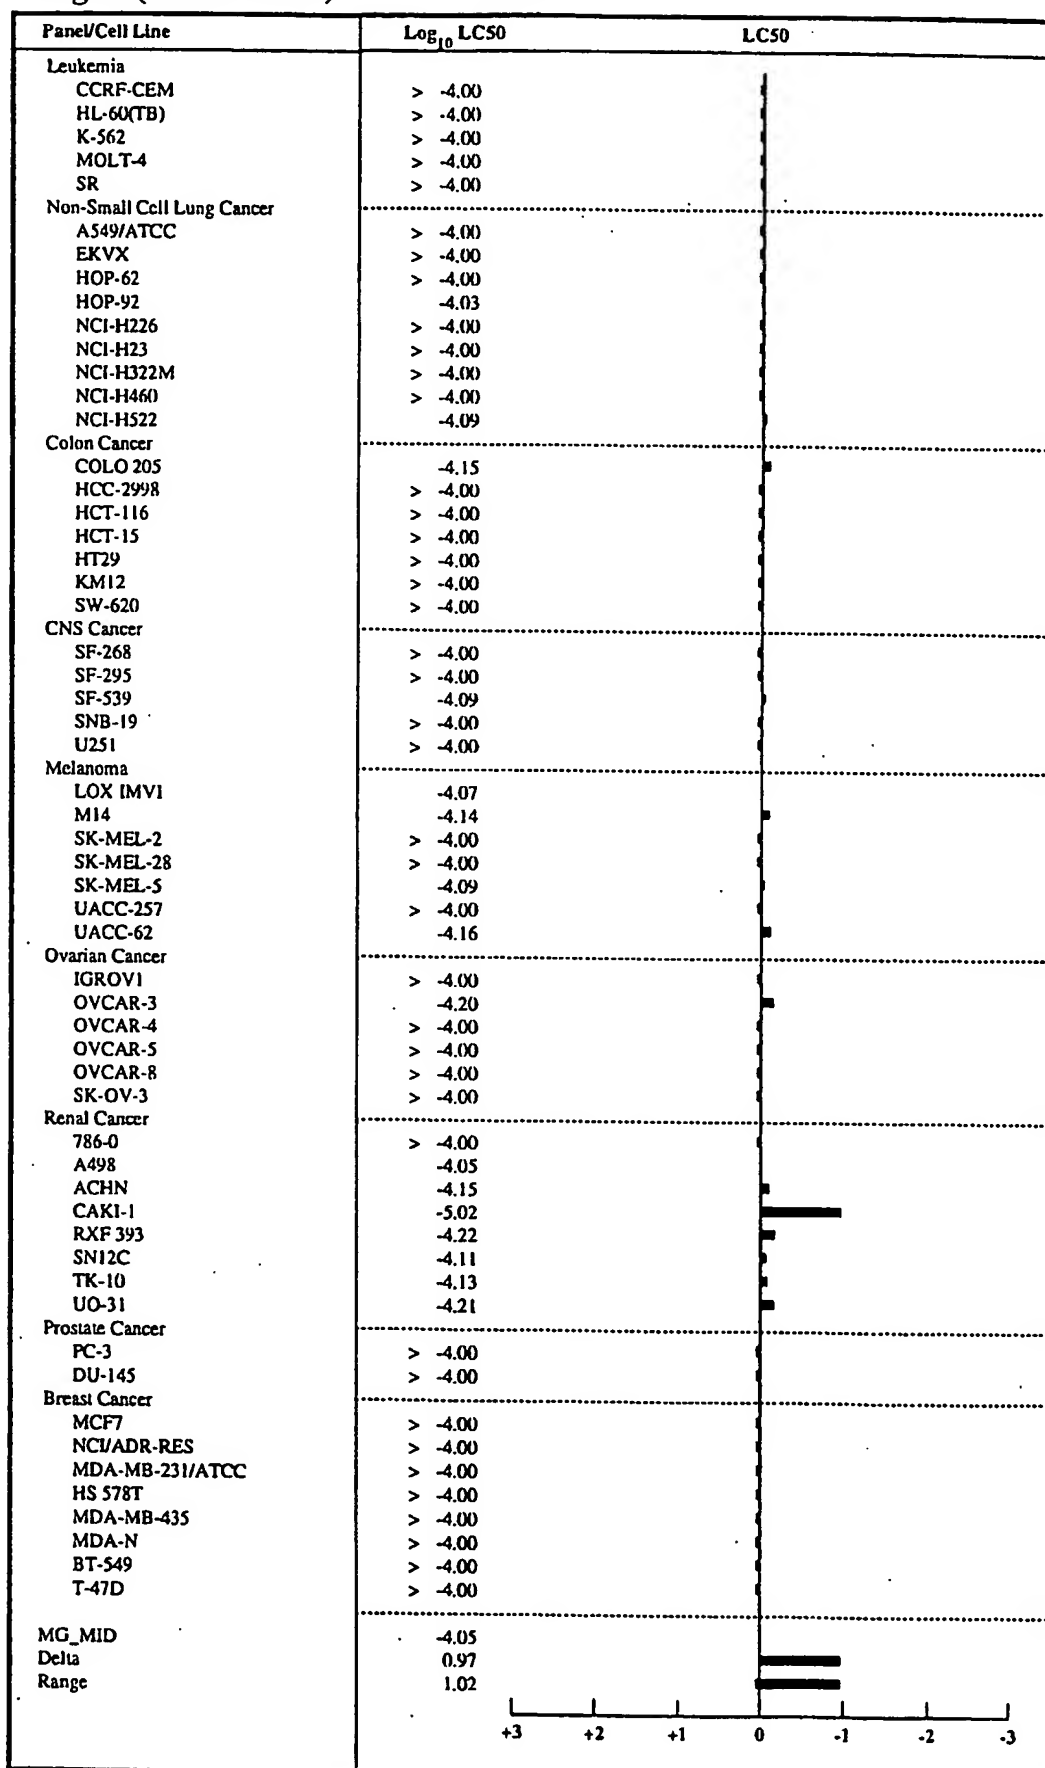 Panel/Cell Line Log10 LC50 LC50
Leukemia
CCRF-CEM > -4.00
HL-60(TB) > -4.00
K-562 > -4.00
MOLT-4 > -4.00
SR > -4.00
Non-Small Cell Lung Cancer
A549/ATCC > -4.00
EKVX > -4.00
HOP-62 > -4.00
HOP-92 -4.03
NCI-H226 > -4.00
NCI-H23 > -4.00
NCI-H322M > -4.00
NCI-H460 > -4.00
NCI-H522 -4.09
Colon Cancer
COLO 205 -4.15
HCC-2998 > -4.00
HCT-116 > -4.00
HCT-15 > -4.00
HT29 > -4.00
KM12 > -4.00
SW-620 > -4.00
CNS Cancer
SF-268 > -4.00
SF-295 > -4.00
SF-539 -4.09
SNB-19 > -4.00
U251 > -4.00
Melanoma
LOX IMVI -4.07
M14 -4.14
SK-MEL-2 > -4.00
SK-MEL-28 > -4.00
SK-MEL-5 -4.09
UACC-257 > -4.00
UACC-62 -4.16
Ovarian Cancer
IGROV1 > -4.00
OVCAR-3 -4.20
OVCAR-4 > -4.00
OVCAR-5 > -4.00
OVCAR-8 > -4.00
SK-OV-3 > -4.00
Renal Cancer
786-0 > -4.00
A498 -4.05
ACHN -4.15
CAKI-1 -5.02
RXF 393 -4.22
SN12C -4.11
TK-10 -4.13
UO-31 -4.21
Prostate Cancer
PC-3 > -4.00
DU-145 > -4.00
Breast Cancer
MCF7 > -4.00
NCI/ADR-RES > -4.00
MDA-MB-231/ATCC > -4.00
HS 578T > -4.00
MDA-MB-435 > -4.00
MDA-N > -4.00
BT-549 > -4.00
T-47D > -4.00
MG_MID -4.05
Delta 0.97
Range 1.02
+3 +2 +1 0 -1 -2 -3